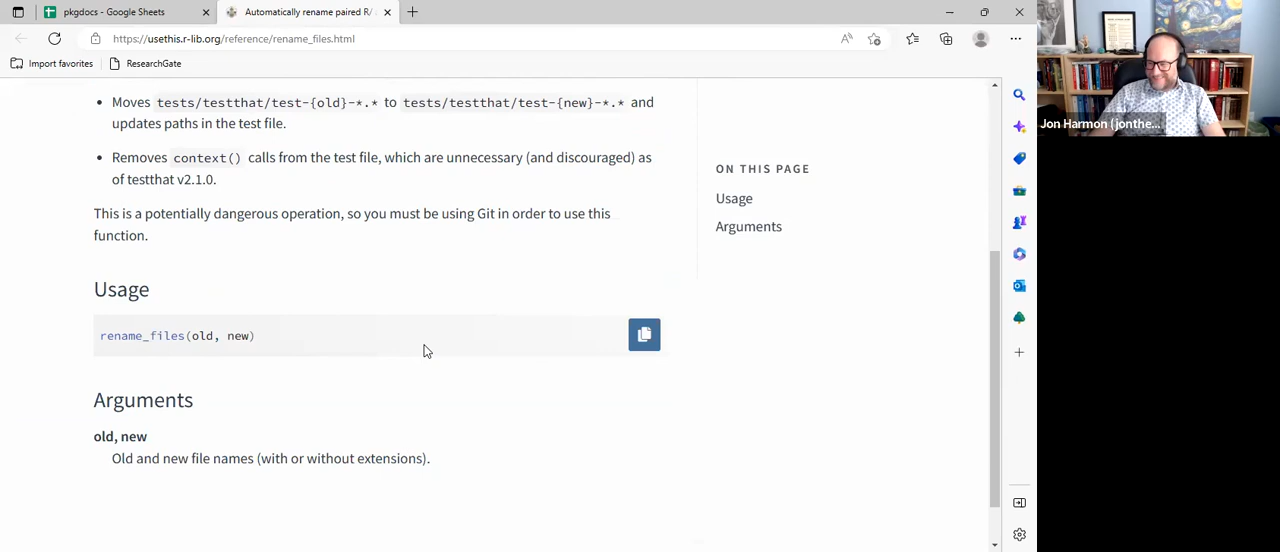 pkgdocs - Google Sheets
Automatically rename paired R/
https://usethis.r-lib.org/reference/rename_files.html
Import favorites
ResearchGate
Jon Harmon (jonthe...
• Moves tests/testthat/test-{old}-*.* to tests/testthat/test-{new}-*.* and
updates paths in the test file.
• Removes context() calls from the test file, which are unnecessary (and discouraged) as
of testthat v2.1.0.
This is a potentially dangerous operation, so you must be using Git in order to use this
function.
Usage
rename_files(old, new)
Arguments
old, new
Old and new file names (with or without extensions).
ON THIS PAGE
Usage
Arguments